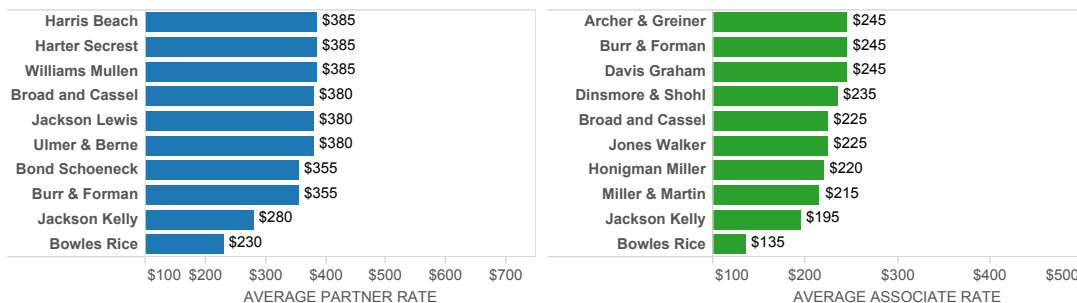 Harris Beach $385
Harter Secrest $385
Williams Mullen $385
Broad and Cassel $380
Jackson Lewis $380
Ulmer & Berne $380
Bond Schoeneck $355
Burr & Forman $355
Jackson Kelly $280
Bowles Rice $230
$100 $200 $300 $400 $500 $600 $700
AVERAGE PARTNER RATE
Archer & Greiner $245
Burr & Forman $245
Davis Graham $245
Dinsmore & Shohl $235
Broad and Cassel $225
Jones Walker $225
Honigman Miller $220
Miller & Martin $215
Jackson Kelly $195
Bowles Rice $135
$100 $200 $300 $400 $500
AVERAGE ASSOCIATE RATE